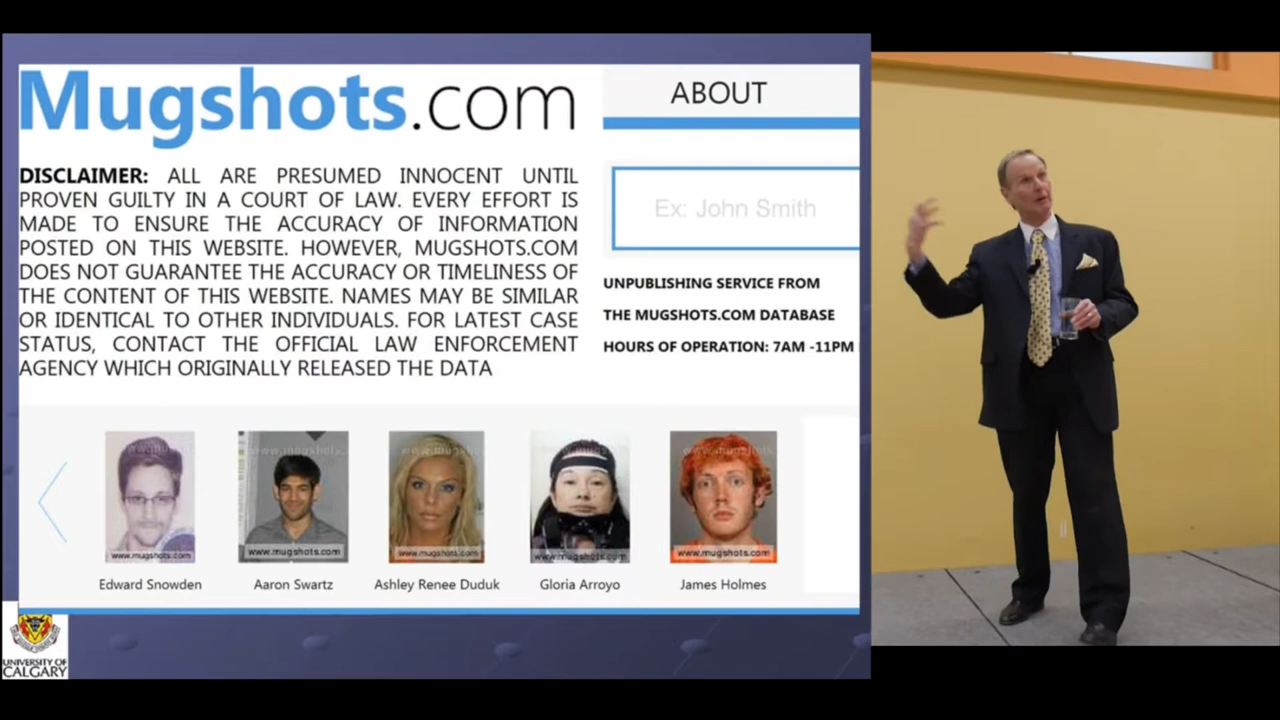 Mugshots.com
DISCLAIMER: ALL ARE PRESUMED INNOCENT UNTIL
PROVEN GUILTY IN A COURT OF LAW. EVERY EFFORT IS
MADE TO ENSURE THE ACCURACY OF INFORMATION
POSTED ON THIS WEBSITE. HOWEVER, MUGSHOTS.COM
DOES NOT GUARANTEE THE ACCURACY OR TIMELINESS OF
THE CONTENT OF THIS WEBSITE. NAMES MAY BE SIMILAR
OR IDENTICAL TO OTHER INDIVIDUALS. FOR LATEST CASE
STATUS, CONTACT THE OFFICIAL LAW ENFORCEMENT
AGENCY WHICH ORIGINALLY RELEASED THE DATA
ABOUT
Ex: John Smith
UNPUBLISHING SERVICE FROM
THE MUGSHOTS.COM DATABASE
HOURS OF OPERATION: 7AM -11PM
www.mugshots.com
www.mugshots.com
www.mugshots.com
www.mugshots.com
www.mugshots.com
Edward Snowden
Aaron Swartz
Ashley Renee Duduk
Gloria Arroyo
James Holmes
UNIVERSITY OF
CALGARY